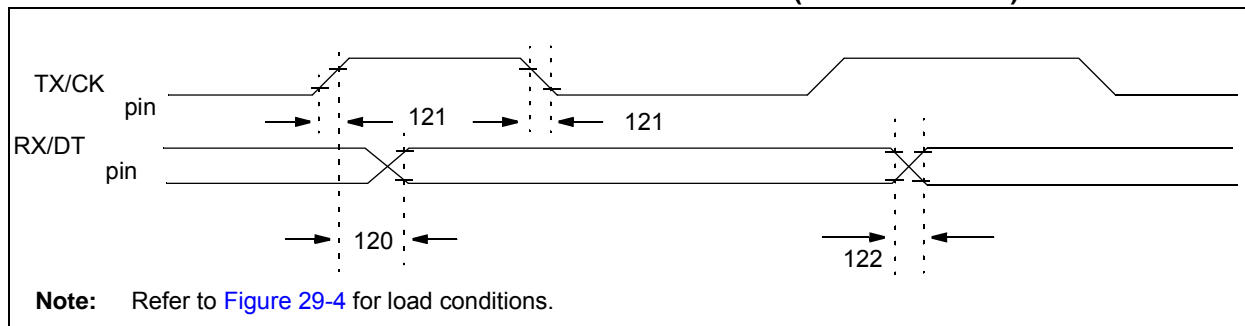 TX/CK
pin
121
121
RX/DT
pin
120
122
Note: Refer to Figure 29-4 for load conditions.